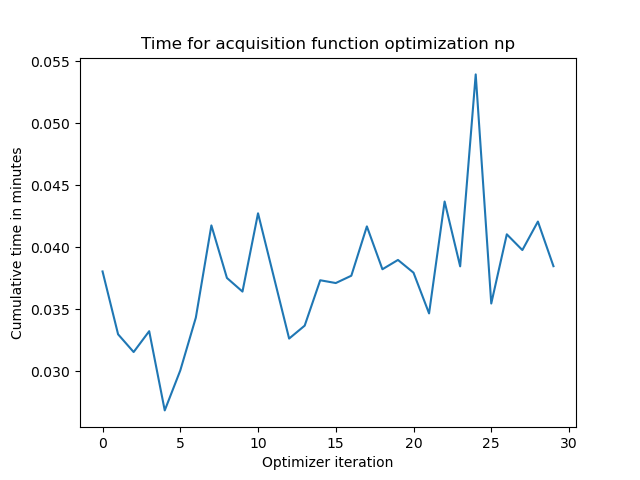 Time for acquisition function optimization np
0.055
0.050
0.045
0.040
0.035
0.030
Cumulative time in minutes
0 5 10 15 20 25 30
Optimizer iteration